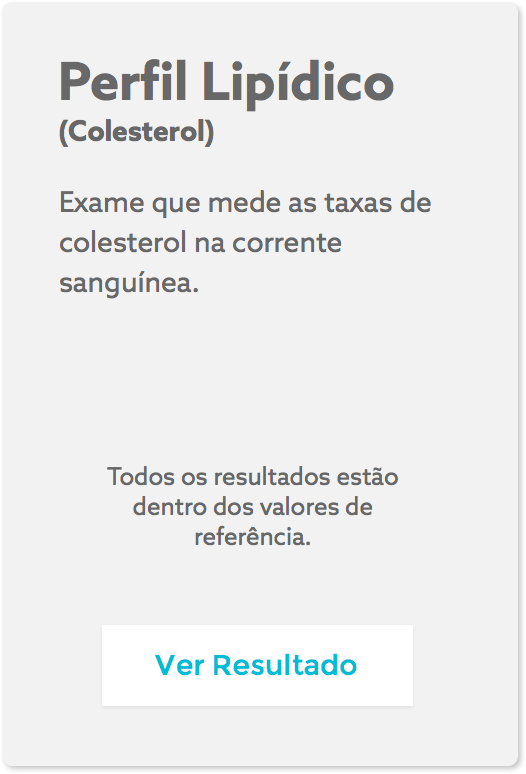 Perfil Lipídico
(Colesterol)
Exame que mede as taxas de
colesterol na corrente
sanguínea.
Todos os resultados estão
dentro dos valores de
referência.
Ver Resultado